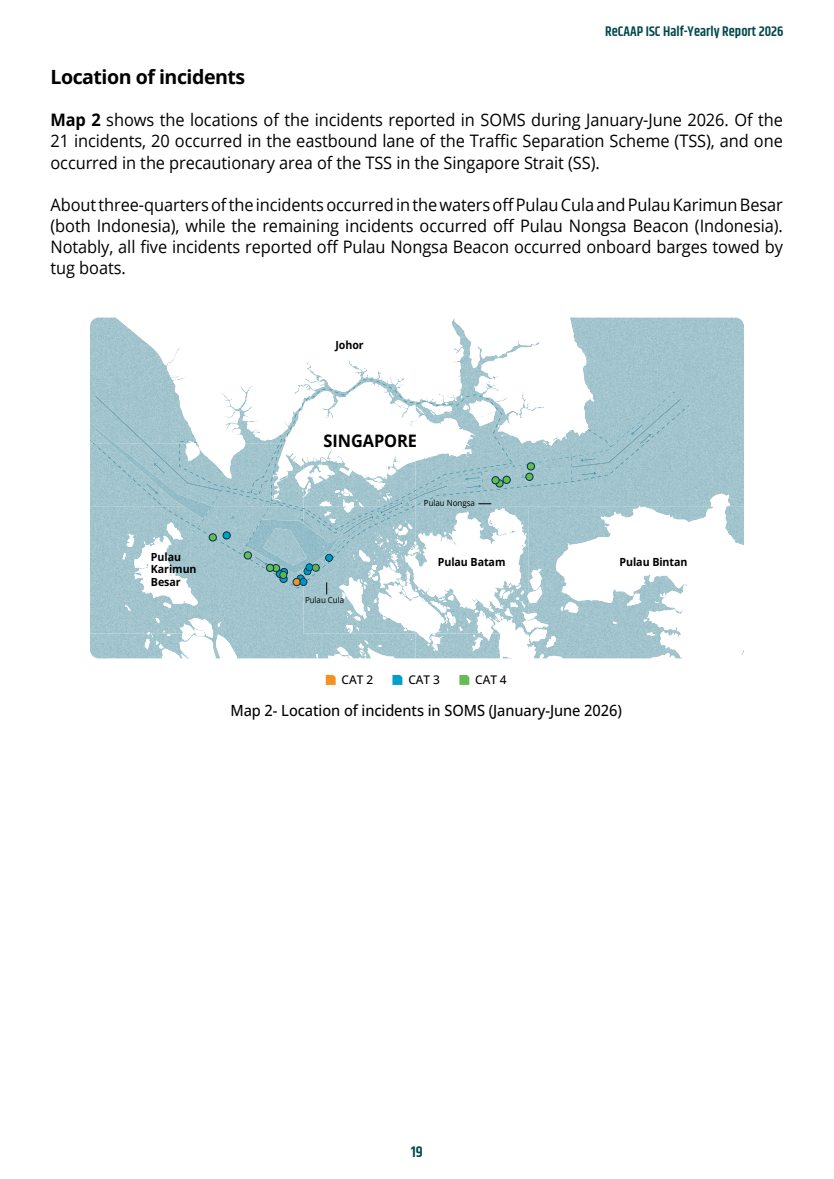 ReCAAP ISC Half-Yearly Report 2026
Location of incidents
Map 2 shows the locations of the incidents reported in SOMS during January-June 2026. Of the
21 incidents, 20 occurred in the eastbound lane of the Traffic Separation Scheme (TSS), and one
occurred in the precautionary area of the TSS in the Singapore Strait (SS).
About three-quarters of the incidents occurred in the waters off Pulau Cula and Pulau Karimun Besar
(both Indonesia), while the remaining incidents occurred off Pulau Nongsa Beacon (Indonesia).
Notably, all five incidents reported off Pulau Nongsa Beacon occurred onboard barges towed by
tug boats.
Johor
SINGAPORE
Pulau Nongsa
Pulau
Karimun
Besar
Pulau Batam
Pulau Bintan
Pulau Cula
CAT 2 CAT 3 CAT 4
Map 2- Location of incidents in SOMS (January-June 2026)
19